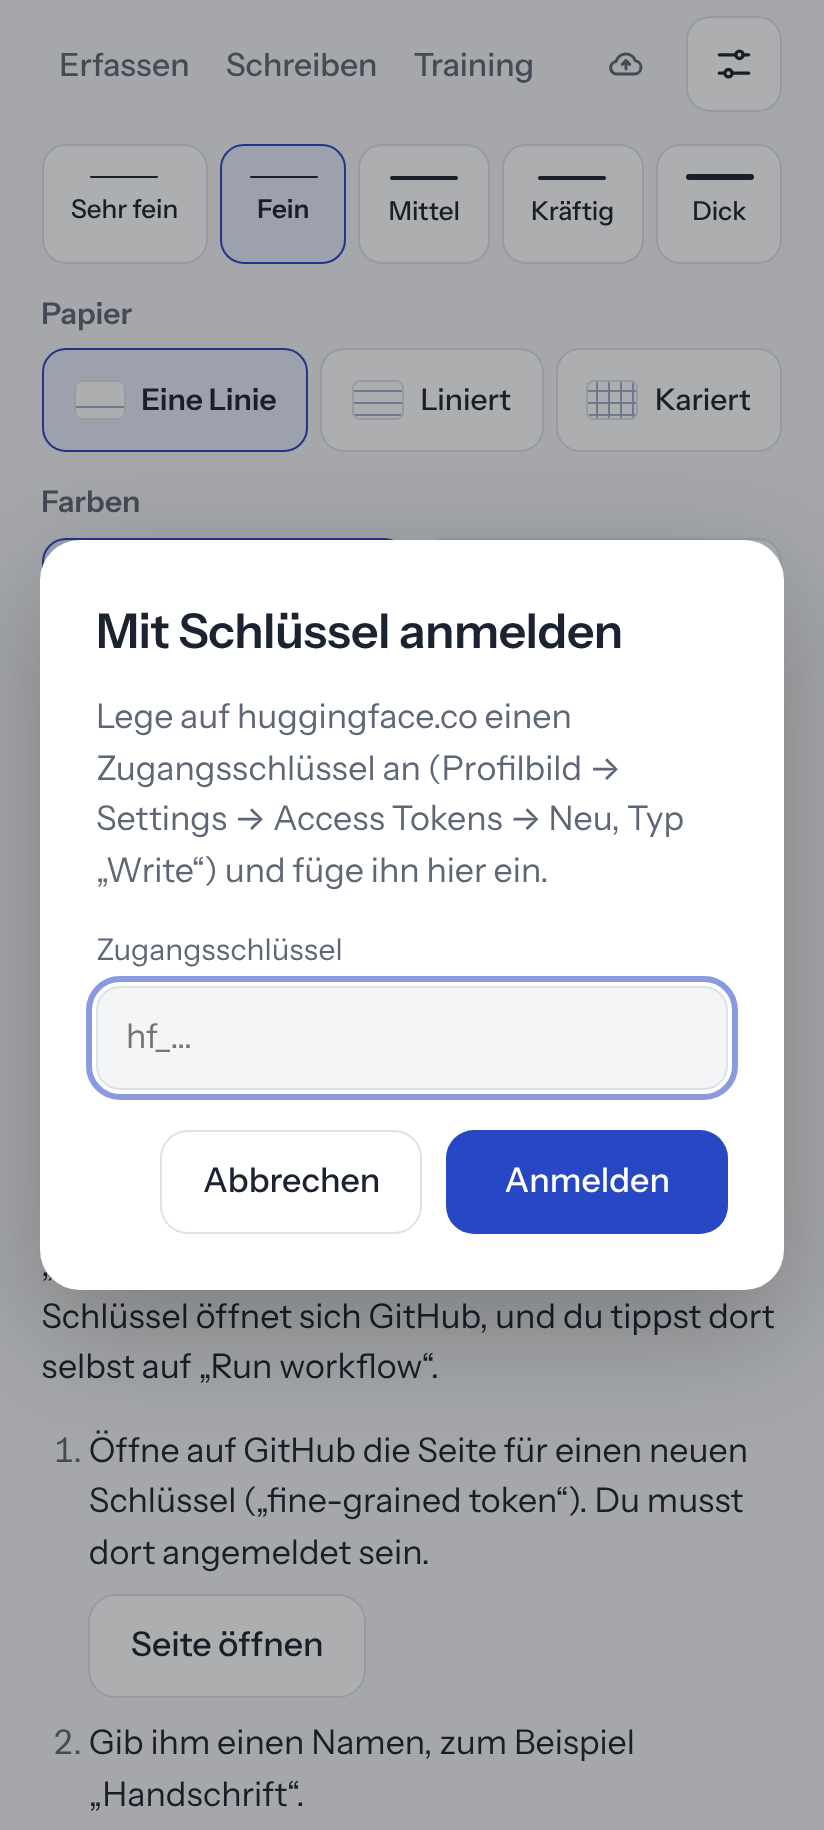 Erfassen Schreiben Training
Sehr fein Fein Mittel Kräftig Dick
Papier
Eine Linie Liniert Kariert
Farben
Mit Schlüssel anmelden
Lege auf huggingface.co einen
Zugangsschlüssel an (Profilbild →
Settings → Access Tokens → Neu, Typ
„Write“) und füge ihn hier ein.
Zugangsschlüssel
hf_...
Abbrechen Anmelden
Schlüssel öffnet sich GitHub, und du tippst dort
selbst auf „Run workflow“.
1. Öffne auf GitHub die Seite für einen neuen
Schlüssel („fine-grained token“). Du musst
dort angemeldet sein.
Seite öffnen
2. Gib ihm einen Namen, zum Beispiel
„Handschrift“.